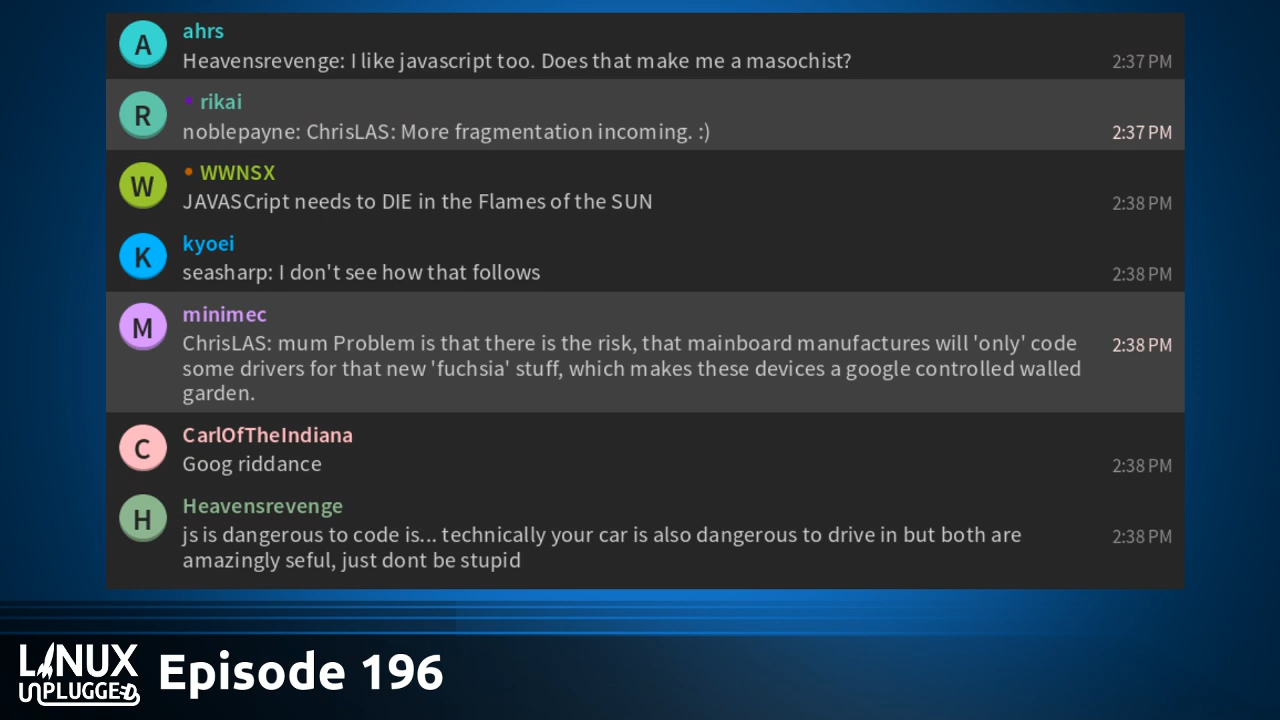 A
ahrs
Heavensrevenge: I like javascript too. Does that make me a masochist?
2:37 PM
R
rikai
noblepayne: ChrisLAS: More fragmentation incoming. :)
2:37 PM
W
WWNSX
JAVASCript needs to DIE in the Flames of the SUN
2:38 PM
K
kyoei
seasharp: I don't see how that follows
2:38 PM
M
minimec
ChrisLAS: mum Problem is that there is the risk, that mainboard manufactures will 'only' code
2:38 PM
some drivers for that new 'fuchsia' stuff, which makes these devices a google controlled walled
garden.
C
CarlOfTheIndiana
Goog riddance
2:38 PM
H
Heavensrevenge
js is dangerous to code is... technically your car is also dangerous to drive in but both are
2:38 PM
amazingly seful, just dont be stupid
LINUX
UNPLUGGED
Episode 196